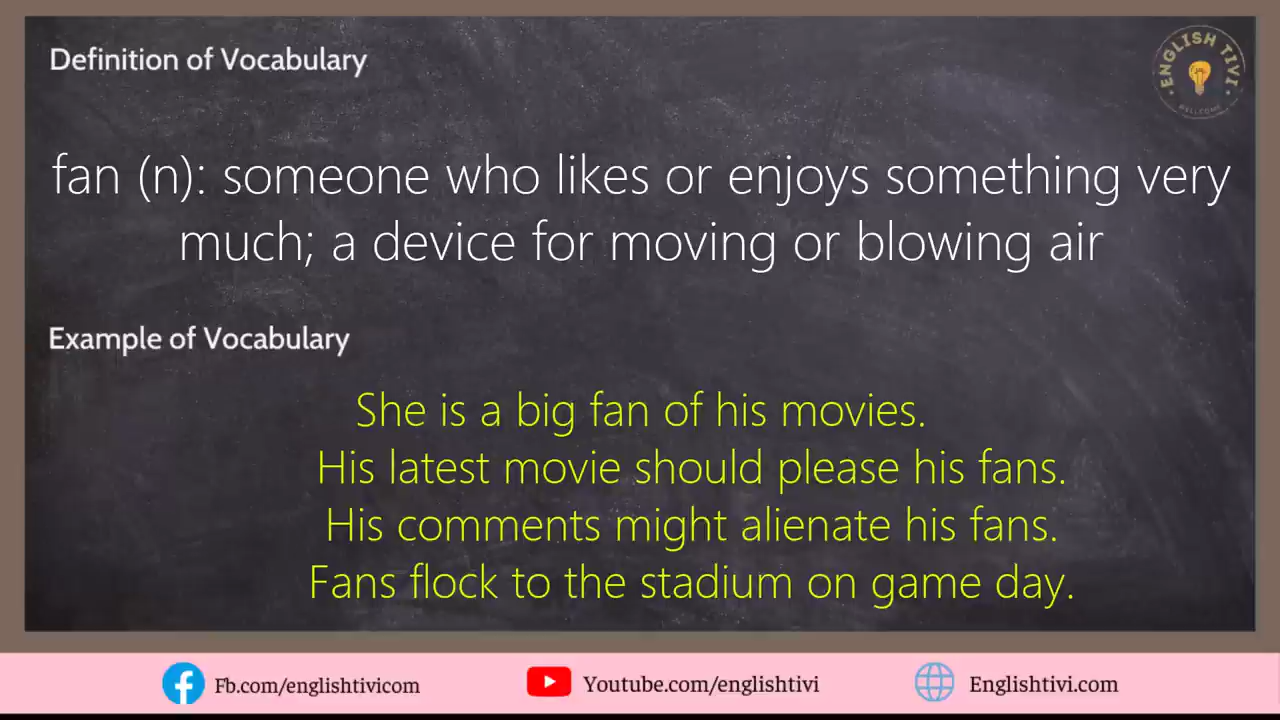 Definition of Vocabulary
ENGLISH TIVI
fan (n): someone who likes or enjoys something very
much; a device for moving or blowing air
Example of Vocabulary
She is a big fan of his movies.
His latest movie should please his fans.
His comments might alienate his fans.
Fans flock to the stadium on game day.
Fb.com/englishtivicom
Youtube.com/englishtivi
Englishtivi.com